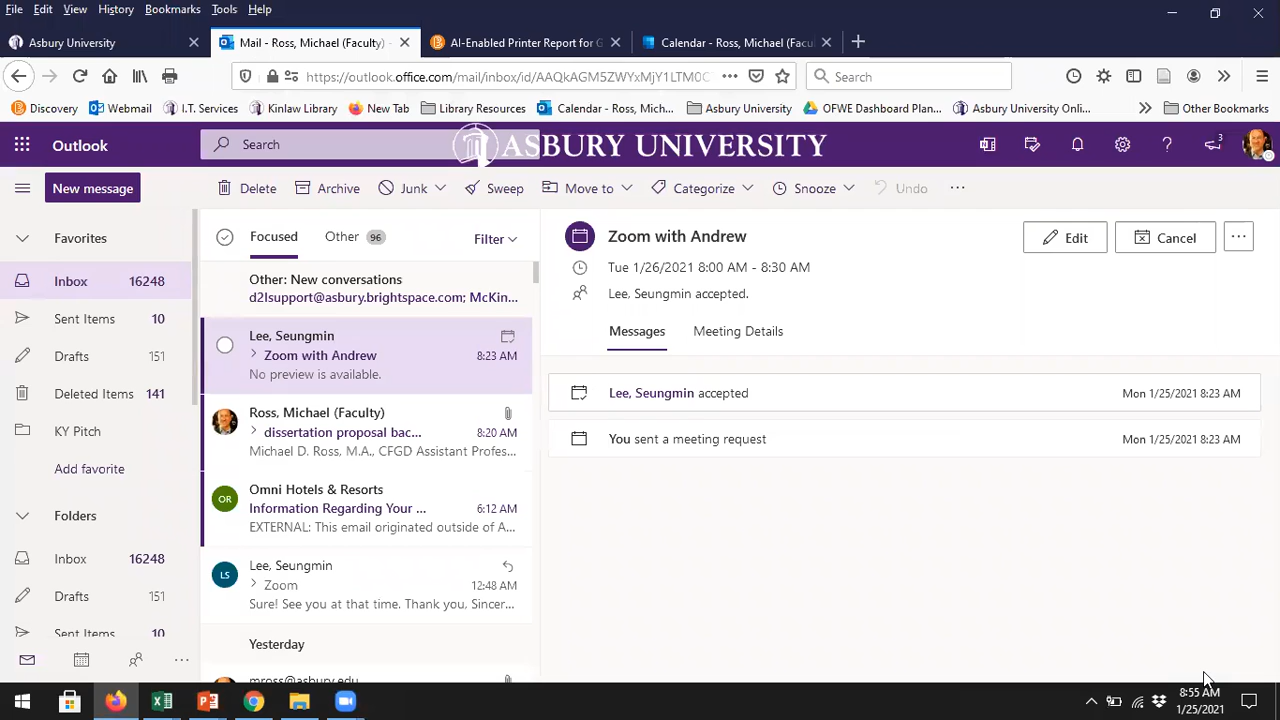 File Edit View History Bookmarks Tools Help
Asbury University
Mail - Ross, Michael (Faculty) -
AI-Enabled Printer Report for G
Calendar - Ross, Michael (Facu
https://outlook.office.com/mail/inbox/id/AAQkAGM5ZWYxMjY1LTM0C
Search
Discovery Webmail I.T. Services Kinlaw Library New Tab Library Resources Calendar - Ross, Mich... Asbury University OFWE Dashboard Plan... Asbury University Onli... Other Bookmarks
Outlook
Search
ASBURY UNIVERSITY
3
New message
Delete Archive Junk Sweep Move to Categorize Snooze Undo
Favorites
Inbox 16248
Sent Items 10
Drafts 151
Deleted Items 141
KY Pitch
Add favorite
Folders
Inbox 16248
Drafts 151
Sent Items 10
Focused Other 96 Filter
Other: New conversations
d2lsupport@asbury.brightspace.com; McKin...
Lee, Seungmin
Zoom with Andrew 8:23 AM
No preview is available.
Ross, Michael (Faculty)
dissertation proposal bac... 8:20 AM
Michael D. Ross, M.A., CFGD Assistant Profes...
OR
Omni Hotels & Resorts
Information Regarding Your ... 6:12 AM
EXTERNAL: This email originated outside of A...
LS
Lee, Seungmin
Zoom 12:48 AM
Sure! See you at that time. Thank you, Sincer...
Yesterday
mross@asbury.edu
Zoom with Andrew
Edit Cancel
Tue 1/26/2021 8:00 AM - 8:30 AM
Lee, Seungmin accepted.
Messages Meeting Details
Lee, Seungmin accepted Mon 1/25/2021 8:23 AM
You sent a meeting request Mon 1/25/2021 8:23 AM
8:55 AM
1/25/2021